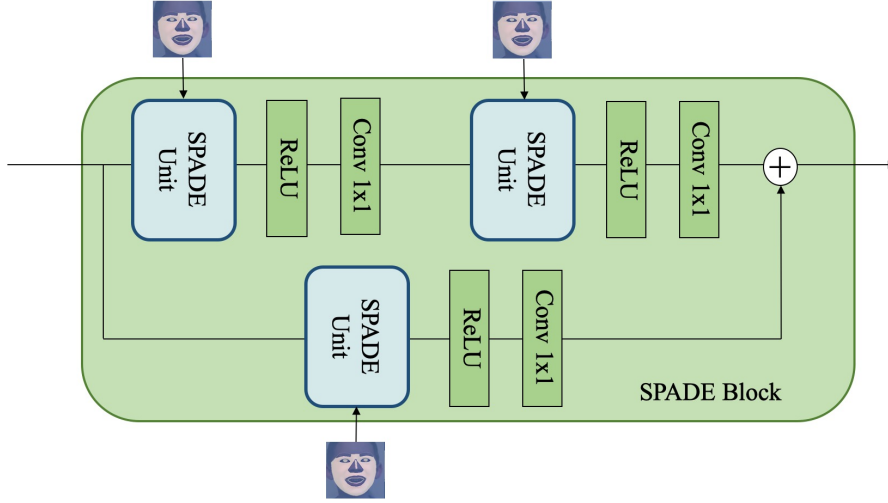 SPADE
Unit
ReLU
Conv 1x1
SPADE
Unit
ReLU
Conv 1x1
SPADE
Unit
ReLU
Conv 1x1
SPADE Block